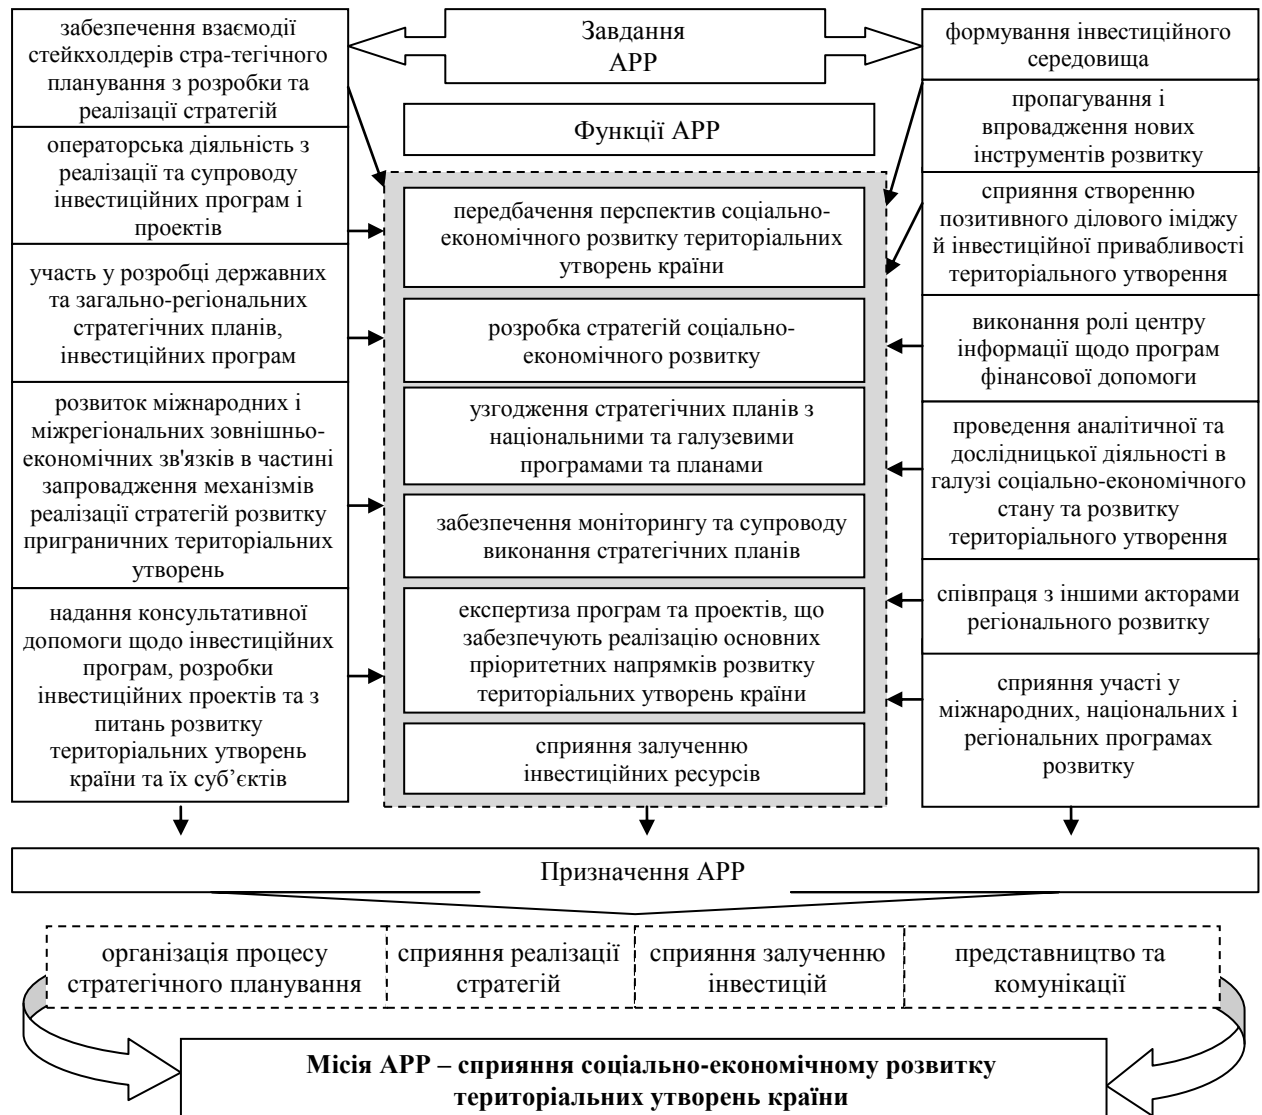 забезпечення взаємодії
стейкхолдерів стра-тегічного
планування з розробки та
реалізації стратегій
операторська діяльність з
реалізації та супроводу
інвестиційних програм і
проектів
участь у розробці державних
та загально-регіональних
стратегічних планів,
інвестиційних програм
розвиток міжнародних і
міжрегіональних зовнішньо-
економічних зв'язків в частині
запровадження механізмів
реалізації стратегій розвитку
приграничних територіальних
утворень
надання консультативної
допомоги щодо інвестиційних
програм, розробки
інвестиційних проектів та з
питань розвитку
територіальних утворень
країни та їх суб’єктів
Завдання
АРР
Функції АРР
передбачення перспектив соціально-
економічного розвитку територіальних
утворень країни
розробка стратегій соціально-
економічного розвитку
узгодження стратегічних планів з
національними та галузевими
програмами та планами
забезпечення моніторингу та супроводу
виконання стратегічних планів
експертиза програм та проектів, що
забезпечують реалізацію основних
пріоритетних напрямків розвитку
територіальних утворень країни
сприяння залученню
інвестиційних ресурсів
формування інвестиційного
середовища
пропагування і
впровадження нових
інструментів розвитку
сприяння створенню
позитивного ділового іміджу
й інвестиційної привабливості
територіального утворення
виконання ролі центру
інформації щодо програм
фінансової допомоги
проведення аналітичної та
дослідницької діяльності в
галузі соціально-економічного
стану та розвитку
територіального утворення
співпраця з іншими акторами
регіонального розвитку
сприяння участі у
міжнародних, національних і
регіональних програмах
розвитку
Призначення АРР
організація процесу
стратегічного планування
сприяння реалізації
стратегій
сприяння залученню
інвестицій
представництво та
комунікації
Місія АРР – сприяння соціально-економічному розвитку
територіальних утворень країни